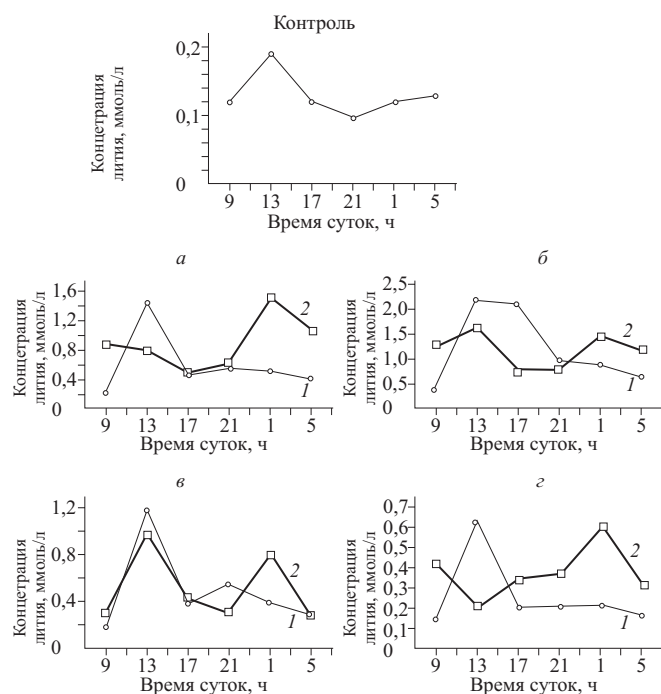 Контроль
Концетрация
лития, ммоль/л
0,2
0,1
0
9 13 17 21 1 5
Время суток, ч
а
Концетрация
лития, ммоль/л
1,6
1,2
0,8
0,4
0
2
1
9 13 17 21 1 5
Время суток, ч
б
Концетрация
лития, ммоль/л
2,5
2,0
1,5
1,0
0,5
0
2
1
9 13 17 21 1 5
Время суток, ч
в
Концетрация
лития, ммоль/л
1,2
0,8
0,4
0
2
1
9 13 17 21 1 5
Время суток, ч
г
Концетрация
лития, ммоль/л
0,7
0,6
0,5
0,4
0,3
0,2
0,1
0
2
1
9 13 17 21 1 5
Время суток, ч